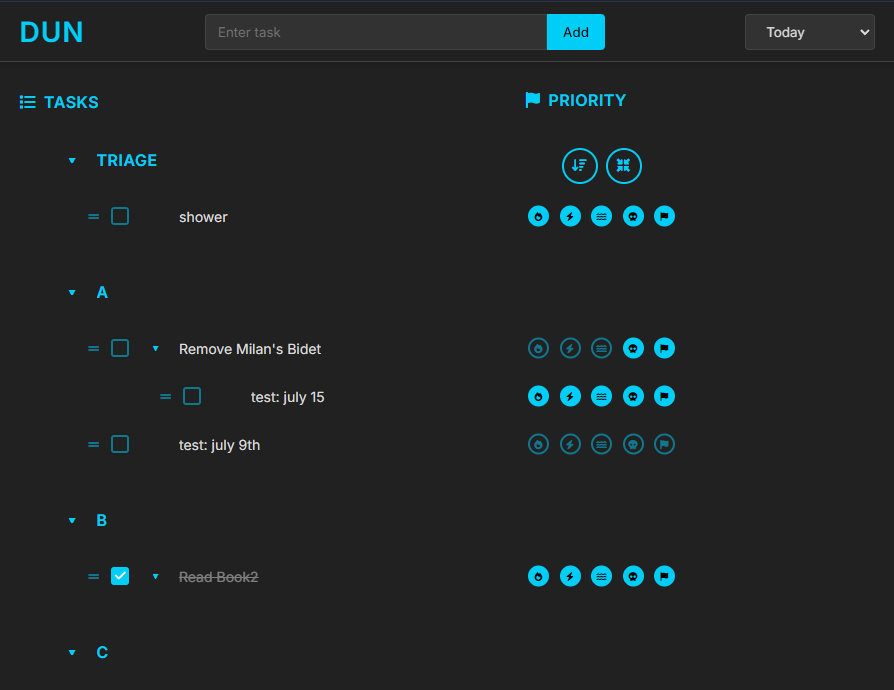 DUN
Enter task
Add
Today
TASKS
PRIORITY
TRIAGE
shower
A
Remove Milan's Bidet
test: july 15
test: july 9th
B
Read Book2
C